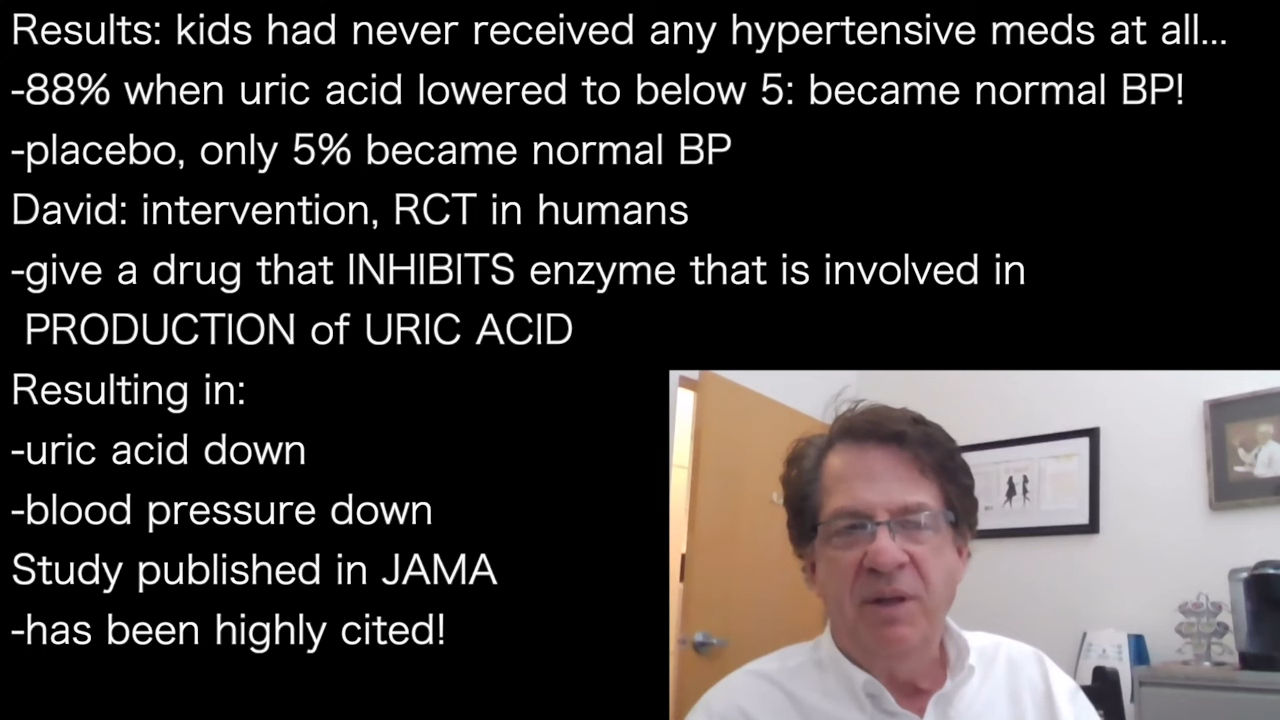 Results: kids had never received any hypertensive meds at all...
-88% when uric acid lowered to below 5: became normal BP!
-placebo, only 5% became normal BP
David: intervention, RCT in humans
-give a drug that INHIBITS enzyme that is involved in
PRODUCTION of URIC ACID
Resulting in:
-uric acid down
-blood pressure down
Study published in JAMA
-has been highly cited!